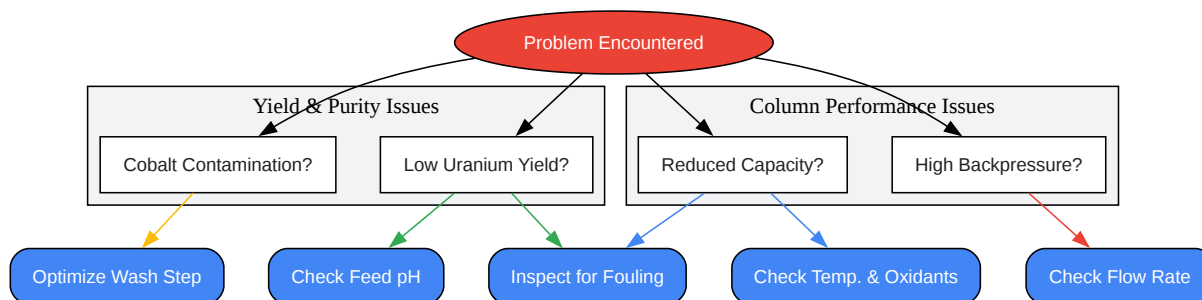 Problem Encountered
Yield & Purity Issues
Column Performance Issues
Cobalt Contamination?
Low Uranium Yield?
Reduced Capacity?
High Backpressure?
Optimize Wash Step
Check Feed pH
Inspect for Fouling
Check Temp. & Oxidants
Check Flow Rate